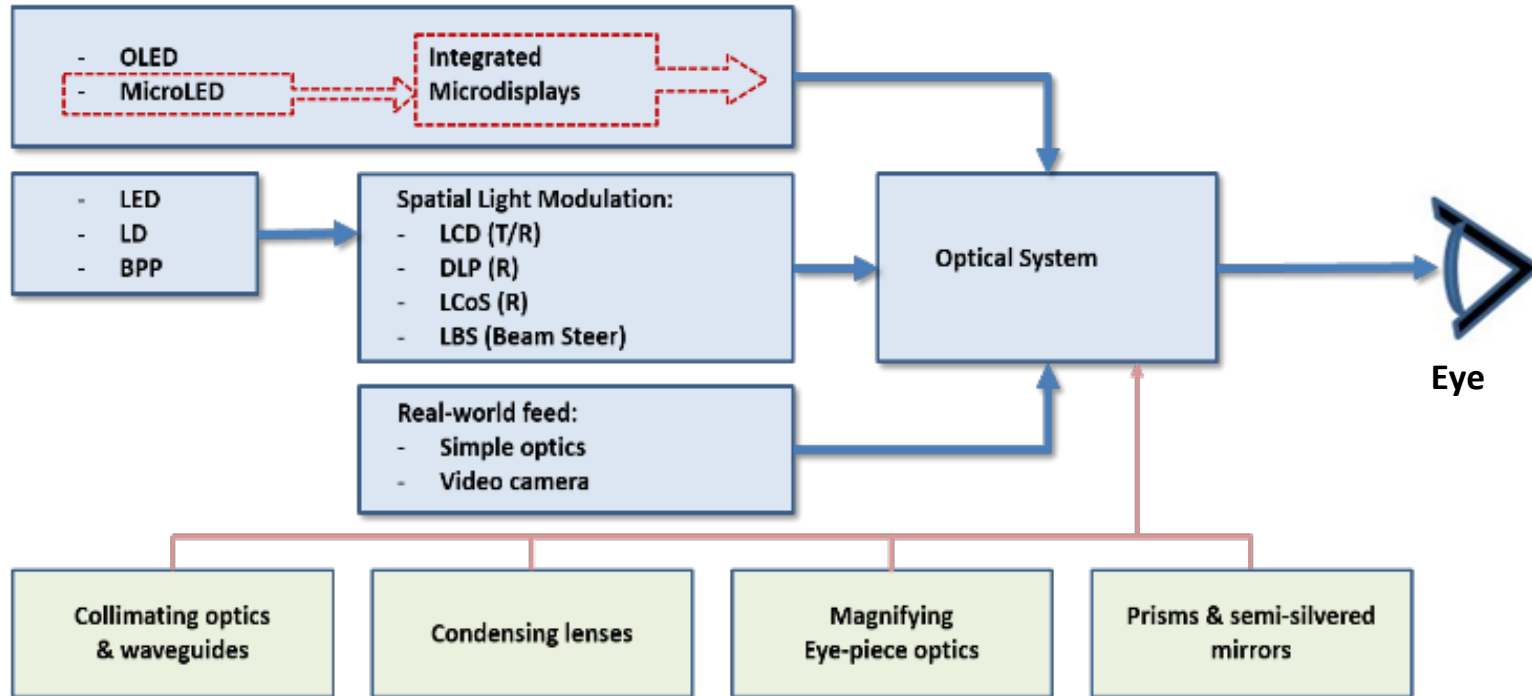 - OLED
- MicroLED
Integrated
Microdisplays
- LED
- LD
- BPP
Spatial Light Modulation:
- LCD (T/R)
- DLP (R)
- LCoS (R)
- LBS (Beam Steer)
Optical System
Eye
Real-world feed:
- Simple optics
- Video camera
Collimating optics
& waveguides
Condensing lenses
Magnifying
Eye-piece optics
Prisms & semi-silvered
mirrors